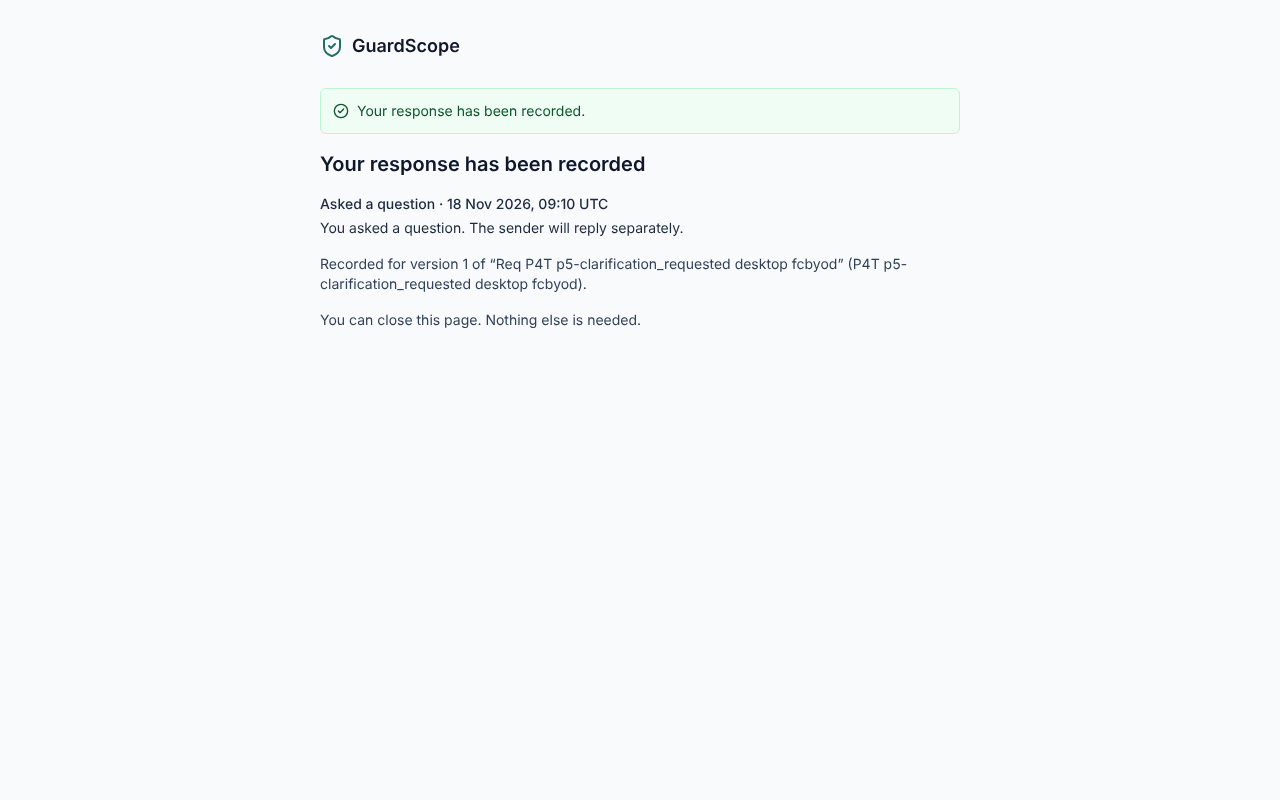 GuardScope
Your response has been recorded.
Your response has been recorded
Asked a question · 18 Nov 2026, 09:10 UTC
You asked a question. The sender will reply separately.
Recorded for version 1 of “Req P4T p5-clarification_requested desktop fcbyod” (P4T p5-
clarification_requested desktop fcbyod).
You can close this page. Nothing else is needed.